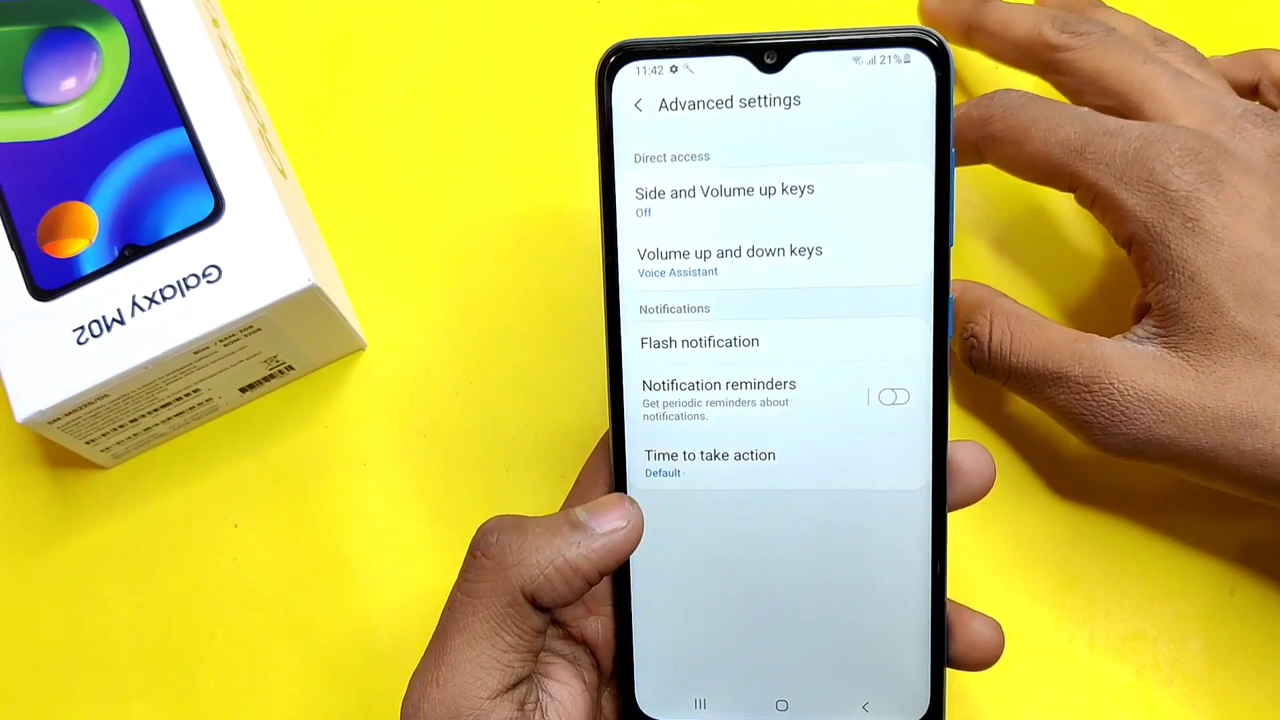 11:42
21%
Advanced settings
Direct access
Side and Volume up keys
Off
Volume up and down keys
Voice Assistant
Notifications
Flash notification
Notification reminders
Get periodic reminders about
notifications.
Time to take action
Default
Galaxy M02